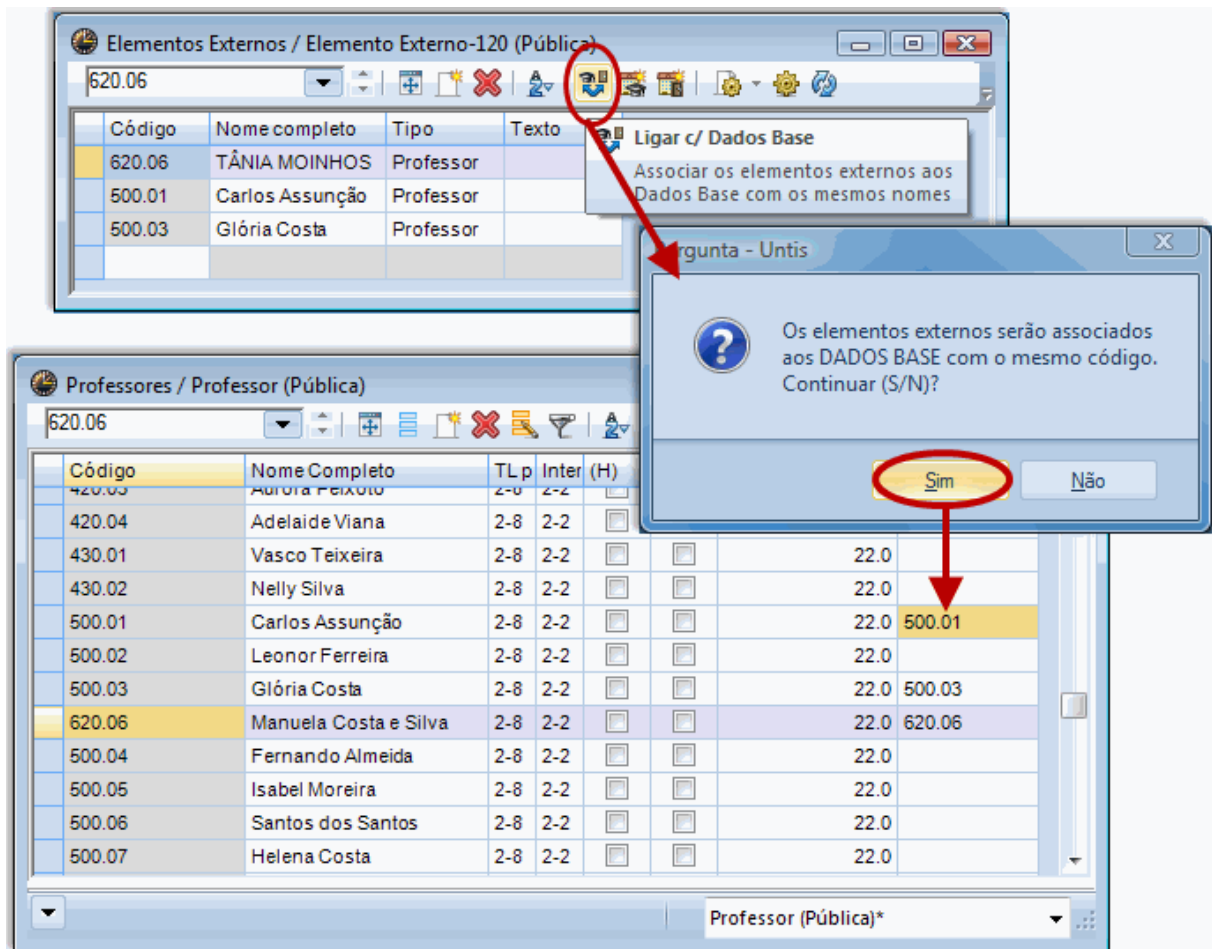 Elementos Externos / Elemento Externo-120 (Pública)
620.06
Código Nome completo Tipo Texto
620.06 TÂNIA MOINHOS Professor
500.01 Carlos Assunção Professor
500.03 Glória Costa Professor
Ligar c/ Dados Base
Associar os elementos externos aos
Dados Base com os mesmos nomes
rgunta - Untis
Os elementos externos serão associados
aos DADOS BASE com o mesmo código.
Continuar (S/N)?
Sim Não
Professores / Professor (Pública)
620.06
Código Nome Completo TL p Inter (H)
420.03 Aurora Peixoto 2-8 2-2
420.04 Adelaide Viana 2-8 2-2
430.01 Vasco Teixeira 2-8 2-2 22.0
430.02 Nelly Silva 2-8 2-2 22.0
500.01 Carlos Assunção 2-8 2-2 22.0 500.01
500.02 Leonor Ferreira 2-8 2-2 22.0
500.03 Glória Costa 2-8 2-2 22.0 500.03
620.06 Manuela Costa e Silva 2-8 2-2 22.0 620.06
500.04 Fernando Almeida 2-8 2-2 22.0
500.05 Isabel Moreira 2-8 2-2 22.0
500.06 Santos dos Santos 2-8 2-2 22.0
500.07 Helena Costa 2-8 2-2 22.0
Professor (Pública)*